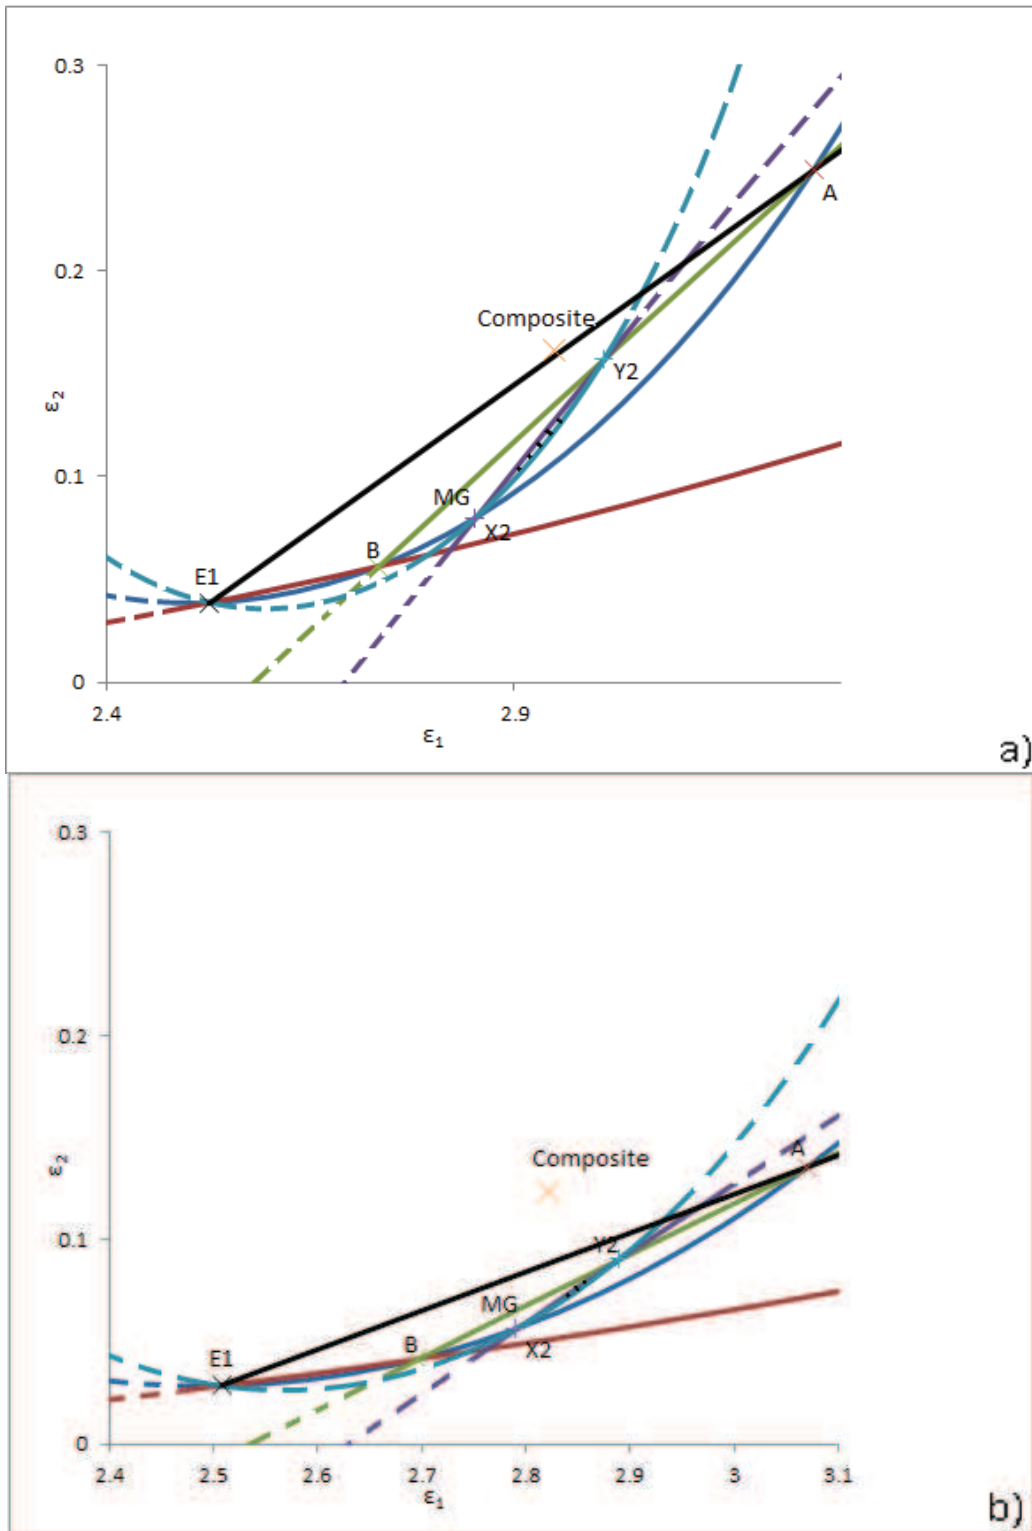 0.3
A
0.2
Composite
Y2
ε2
0.1
MG
X2
B
E1
0
2.4
2.9
ε1
a)
0.3
0.2
ε2
Composite
A
0.1
Y2
MG
X2
B
E1
0
2.4 2.5 2.6 2.7 2.8 2.9 3 3.1
ε1
b)